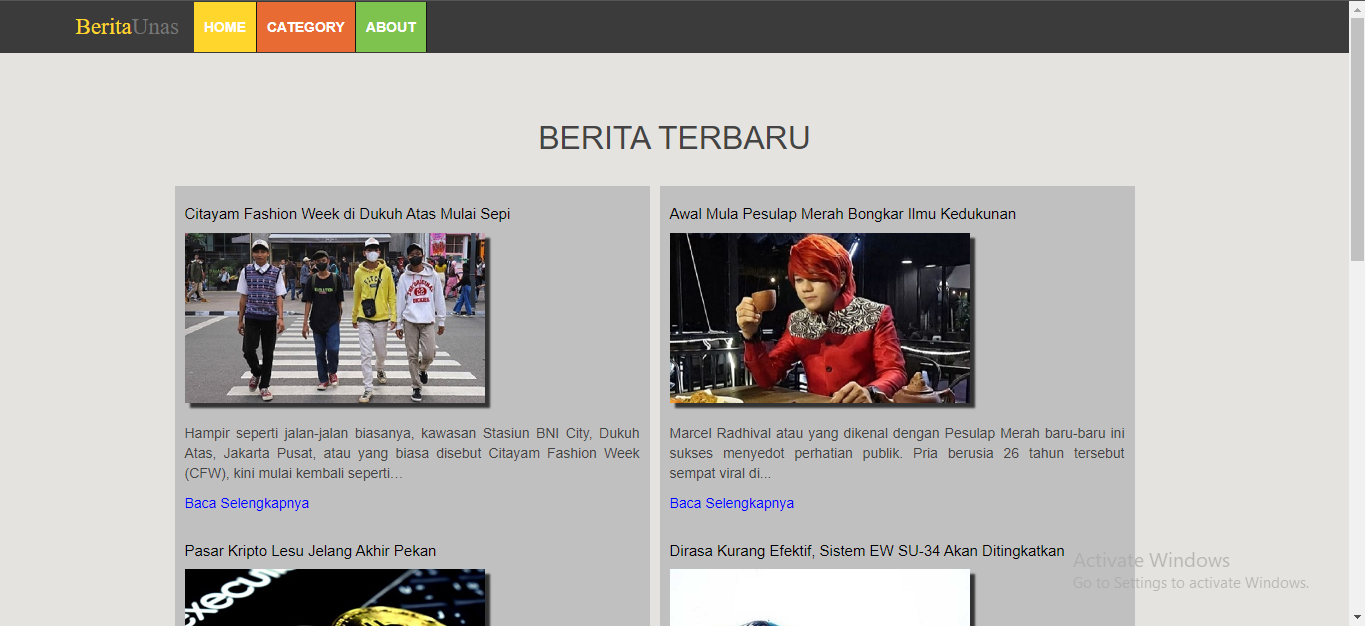 BeritaUnas HOME CATEGORY ABOUT
BERITA TERBARU
Citayam Fashion Week di Dukuh Atas Mulai Sepi
Hampir seperti jalan-jalan biasanya, kawasan Stasiun BNI City, Dukuh
Atas, Jakarta Pusat, atau yang biasa disebut Citayam Fashion Week
(CFW), kini mulai kembali seperti...
Baca Selengkapnya
Awal Mula Pesulap Merah Bongkar Ilmu Kedukunan
Marcel Radhival atau yang dikenal dengan Pesulap Merah baru-baru ini
sukses menyedot perhatian publik. Pria berusia 26 tahun tersebut
sempat viral di...
Baca Selengkapnya
Pasar Kripto Lesu Jelang Akhir Pekan
Dirasa Kurang Efektif, Sistem EW SU-34 Akan Ditingkatkan
Activate Windows
Go to Settings to activate Windows.